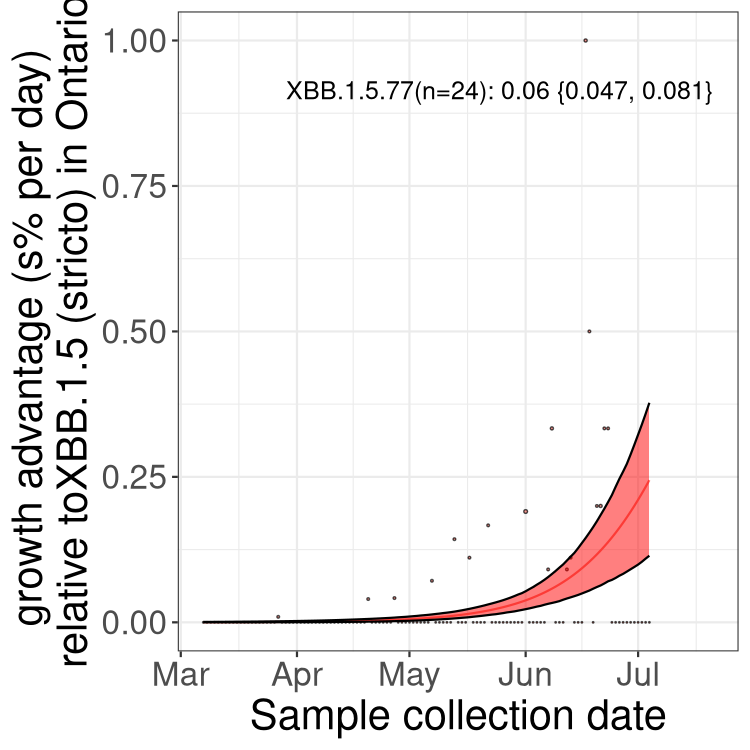 growth advantage (s% per day)
relative toXBB.1.5 (stricto) in Ontario
1.00
XBB.1.5.77(n=24): 0.06 {0.047, 0.081}
0.75
0.50
0.25
0.00
Mar Apr May Jun Jul
Sample collection date